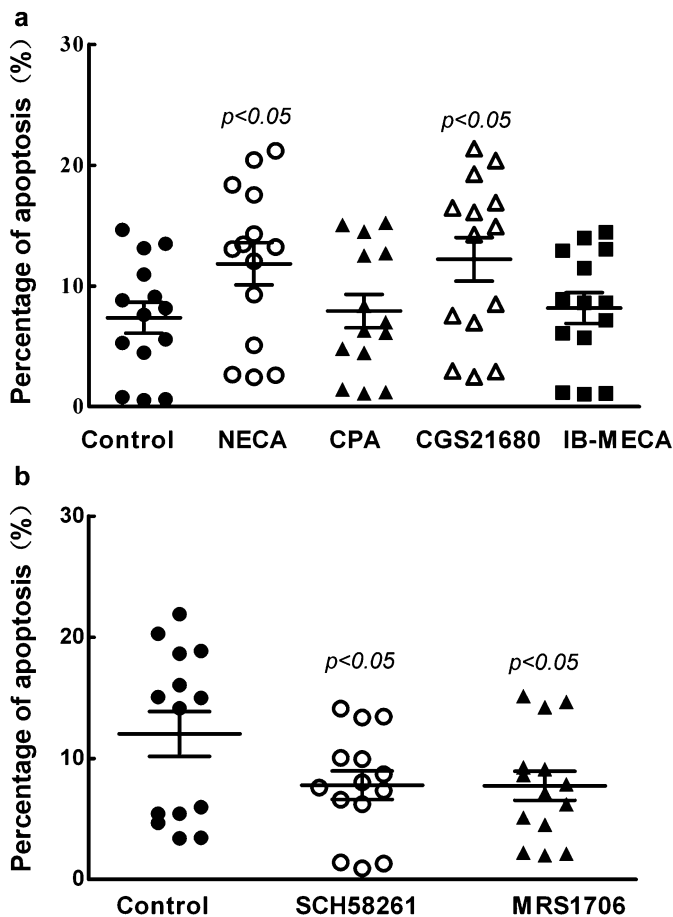 a
Percentage of apoptosis (%)
30
20
10
0
p<0.05
p<0.05
Control NECA CPA CGS21680 IB-MECA
b
Percentage of apoptosis (%)
30
20
10
0
p<0.05
p<0.05
Control SCH58261 MRS1706